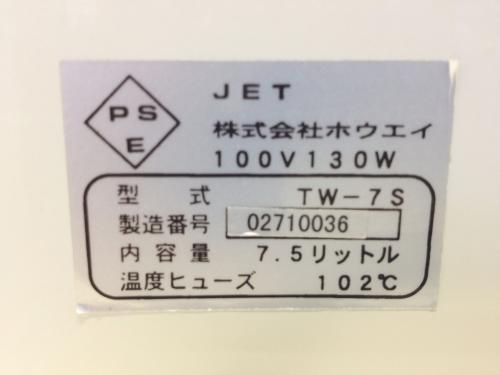 PS
E
JET
株式会社ホウエイ
100V130W
型 式 TW-7S
製造番号 02710036
内容量 7.5リットル
温度ヒューズ 102℃